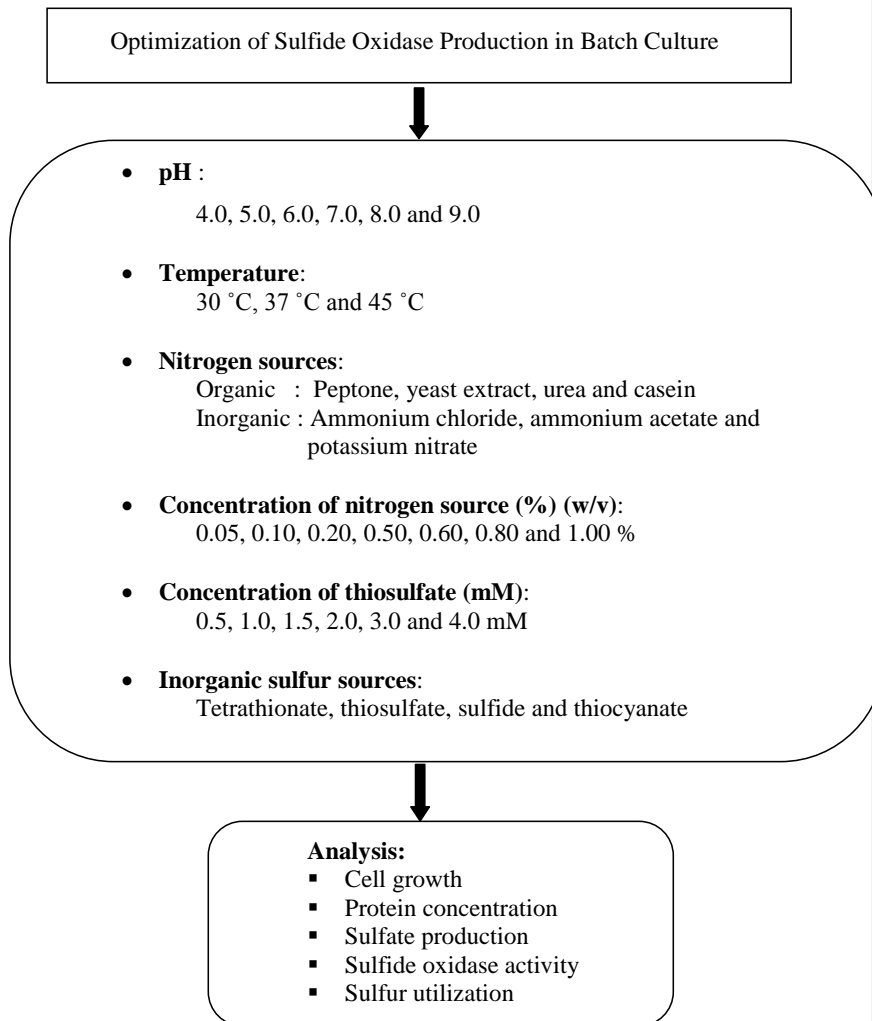 Optimization of Sulfide Oxidase Production in Batch Culture
• pH :
4.0, 5.0, 6.0, 7.0, 8.0 and 9.0
• Temperature:
30 ˚C, 37 ˚C and 45 ˚C
• Nitrogen sources:
Organic : Peptone, yeast extract, urea and casein
Inorganic : Ammonium chloride, ammonium acetate and
potassium nitrate
• Concentration of nitrogen source (%) (w/v):
0.05, 0.10, 0.20, 0.50, 0.60, 0.80 and 1.00 %
• Concentration of thiosulfate (mM):
0.5, 1.0, 1.5, 2.0, 3.0 and 4.0 mM
• Inorganic sulfur sources:
Tetrathionate, thiosulfate, sulfide and thiocyanate
Analysis:
▪ Cell growth
▪ Protein concentration
▪ Sulfate production
▪ Sulfide oxidase activity
▪ Sulfur utilization